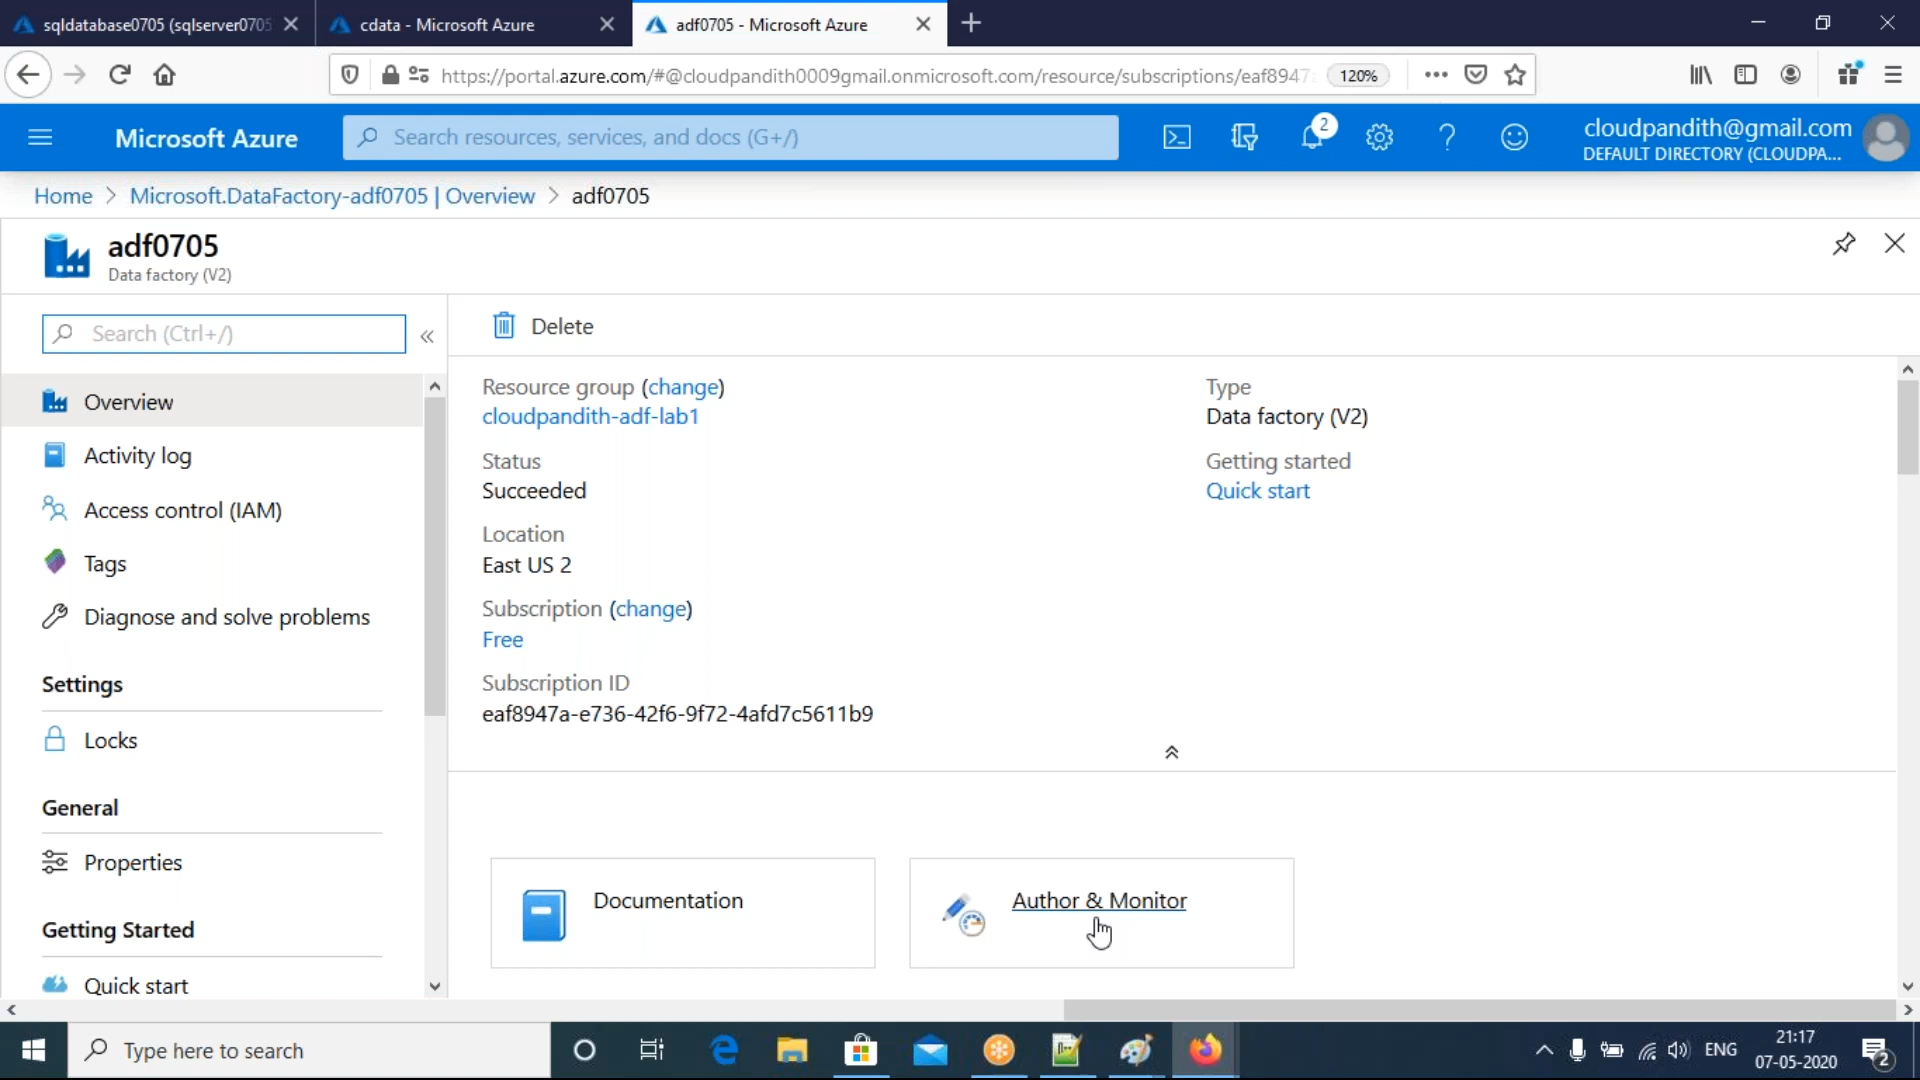 sqldatabase0705 (sqlserver0705
cdata - Microsoft Azure
adf0705 - Microsoft Azure
https://portal.azure.com/#@cloudpandith0009gmail.onmicrosoft.com/resource/subscriptions/eaf8947
120%
Microsoft Azure
Search resources, services, and docs (G+/)
2
cloudpandith@gmail.com
DEFAULT DIRECTORY (CLOUDPA...
Home > Microsoft.DataFactory-adf0705 | Overview > adf0705
adf0705
Data factory (V2)
Search (Ctrl+/)
«
Overview
Activity log
Access control (IAM)
Tags
Diagnose and solve problems
Settings
Locks
General
Properties
Getting Started
Quick start
Delete
Resource group (change)
cloudpandith-adf-lab1
Status
Succeeded
Location
East US 2
Subscription (change)
Free
Subscription ID
eaf8947a-e736-42f6-9f72-4afd7c5611b9
Type
Data factory (V2)
Getting started
Quick start
Documentation
Author & Monitor
Type here to search
ENG
21:17
07-05-2020
2